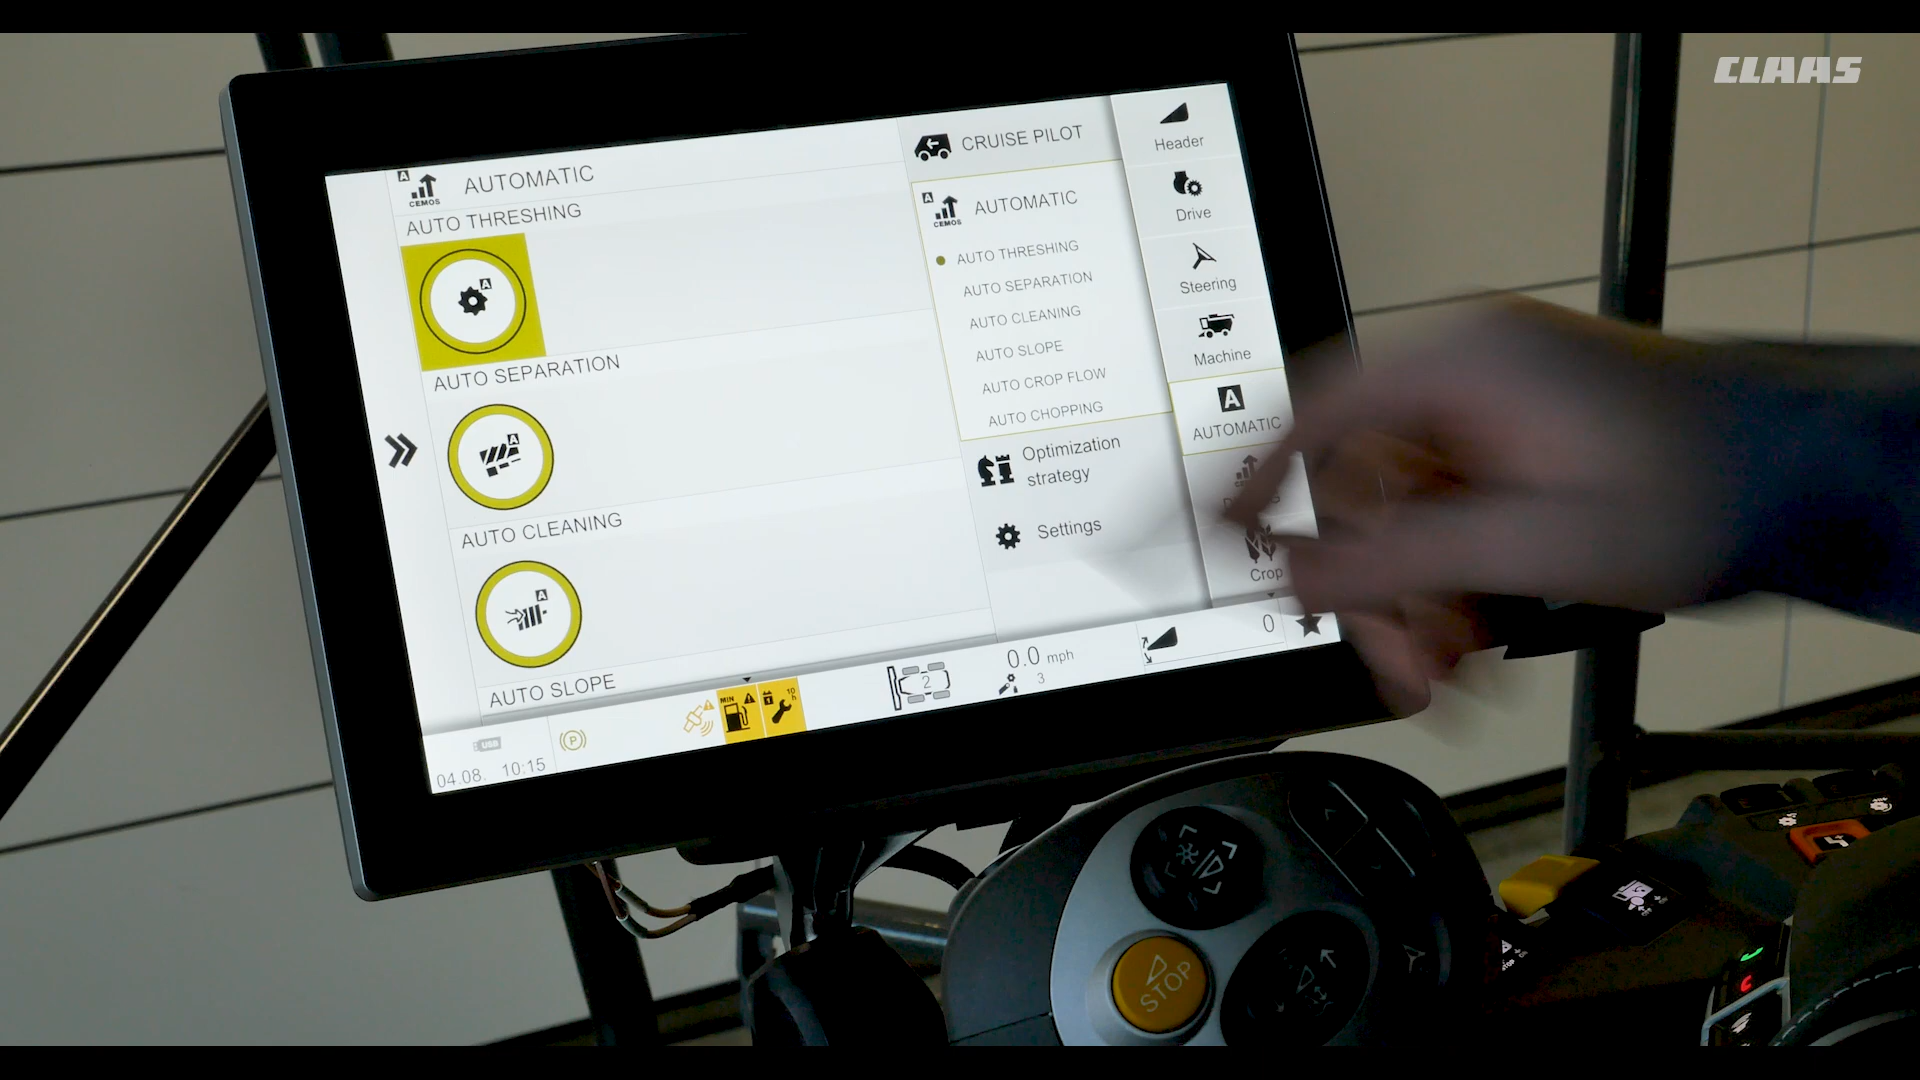 CLAAS
A
CEMOS
AUTOMATIC
AUTO THRESHING
A
AUTO SEPARATION
A
AUTO CLEANING
A
AUTO SLOPE
CRUISE PILOT
A
CEMOS
AUTOMATIC
AUTO THRESHING
AUTO SEPARATION
AUTO CLEANING
AUTO SLOPE
AUTO CROP FLOW
AUTO CHOPPING
Optimization
strategy
Settings
Header
Drive
Steering
Machine
A
AUTOMATIC
Crop
USB
04.08. 10:15
P
MIN
1
10
h
2
0.0 mph
3
0
STOP